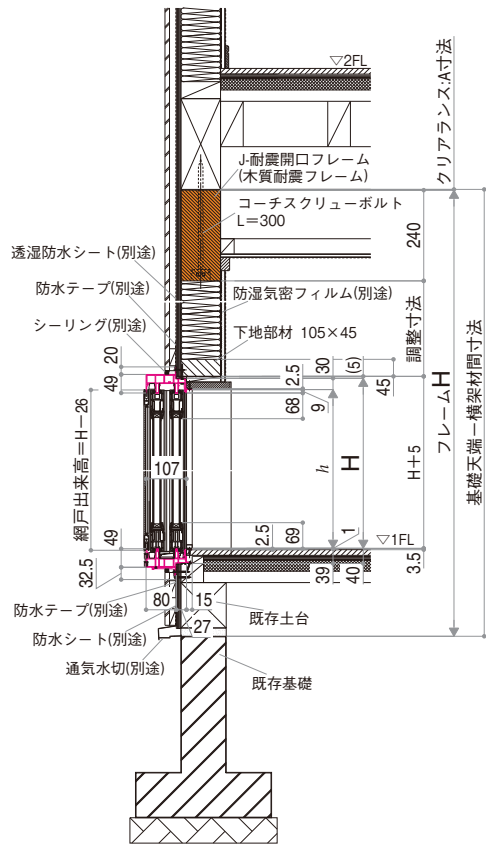 ▽2FL
クリアランス:A寸法
J-耐震開口フレーム
(木質耐震フレーム)
コーチスクリューボルト
L=300
240
透湿防水シート(別途)
防水テープ(別途)
防湿気密フィルム(別途)
シーリング(別途)
下地部材 105×45
調整寸法
フレームH
基礎天端-横架材間寸法
20
49
30
(5)
45
2.5
68
9
網戸出来高=H-26
107
h
H
H+5
49
2.5
69
1
▽1FL
32.5
39
40
3.5
防水テープ(別途)
80
15
既存土台
防水シート(別途)
27
通気水切(別途)
既存基礎